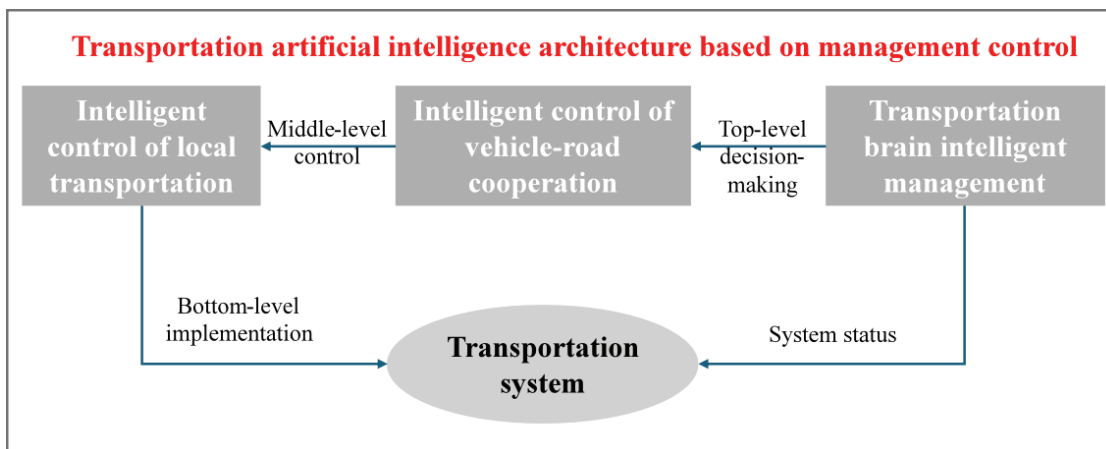 Transportation artificial intelligence architecture based on management control
Intelligent
control of local
transportation
Middle-level
control
Intelligent control of
vehicle-road
cooperation
Top-level
decision-
making
Transportation
brain intelligent
management
Bottom-level
implementation
Transportation
system
System status